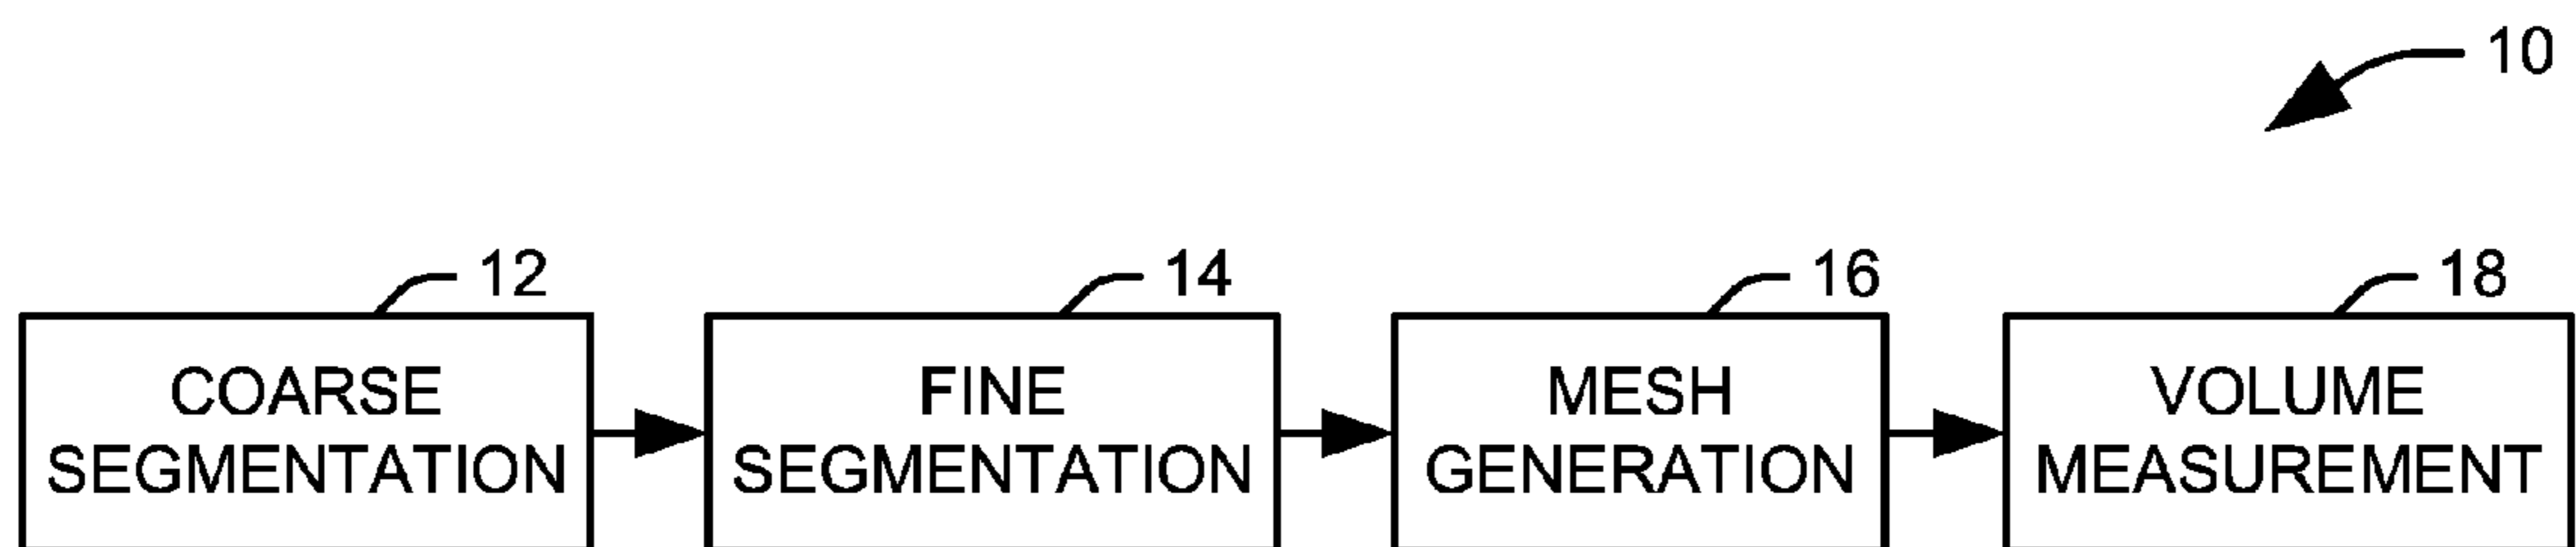 10
12
14
16
18
COARSE
SEGMENTATION
FINE
SEGMENTATION
MESH
GENERATION
VOLUME
MEASUREMENT